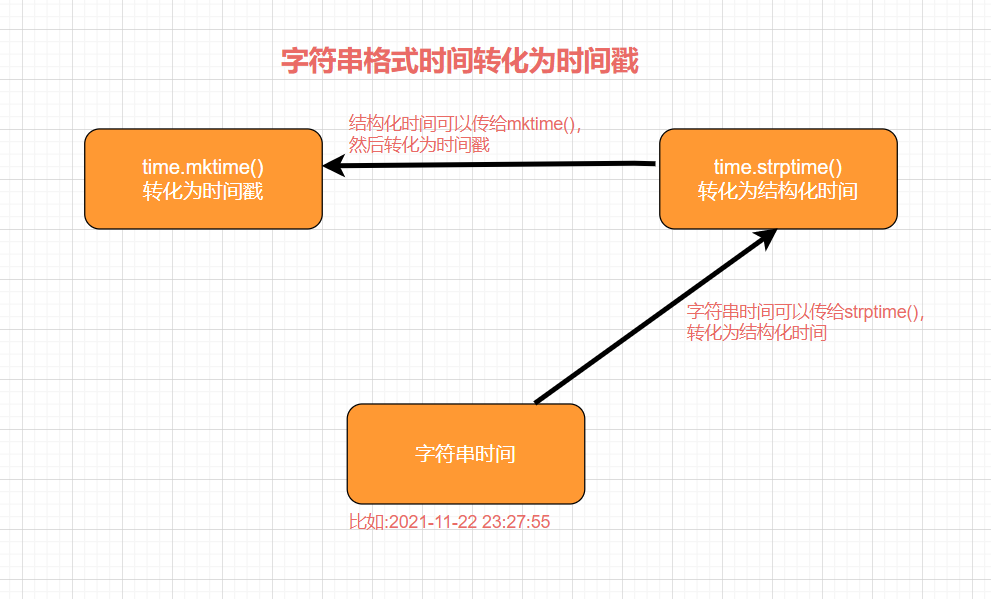 字符串格式时间转化为时间戳
结构化时间可以传给mktime(),
然后转化为时间戳
time.mktime()
转化为时间戳
time.strptime()
转化为结构化时间
字符串时间可以传给strptime(),
转化为结构化时间
字符串时间
比如:2021-11-22 23:27:55